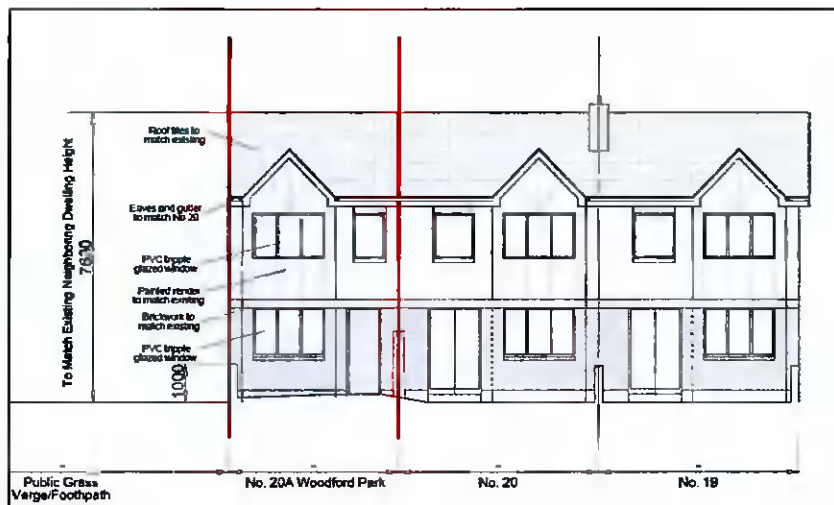 Roof tiles to
match existing
Eaves and gutter
to match No 20
PVC tripple
glazed window
Painted render
to match existing
Brickwork to
match existing
PVC tripple
glazed window
To Match Existing Neighboring Dwelling Height
7630
1000
Public Grass
Verge/Footpath
No. 20A Woodford Park
No. 20
No. 19